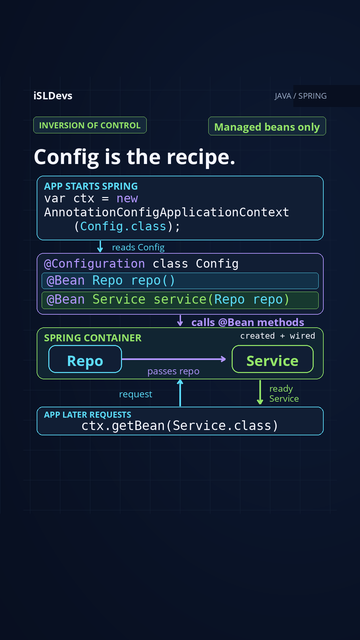 iSLDevs
JAVA / SPRING
INVERSION OF CONTROL
Managed beans only
Config is the recipe.
APP STARTS SPRING
var ctx = new
AnnotationConfigApplicationContext
(Config.class);
reads Config
@Configuration class Config
@Bean Repo repo()
@Bean Service service(Repo repo)
calls @Bean methods
SPRING CONTAINER
created + wired
Repo
Service
passes repo
request
ready
Service
APP LATER REQUESTS
ctx.getBean(Service.class)